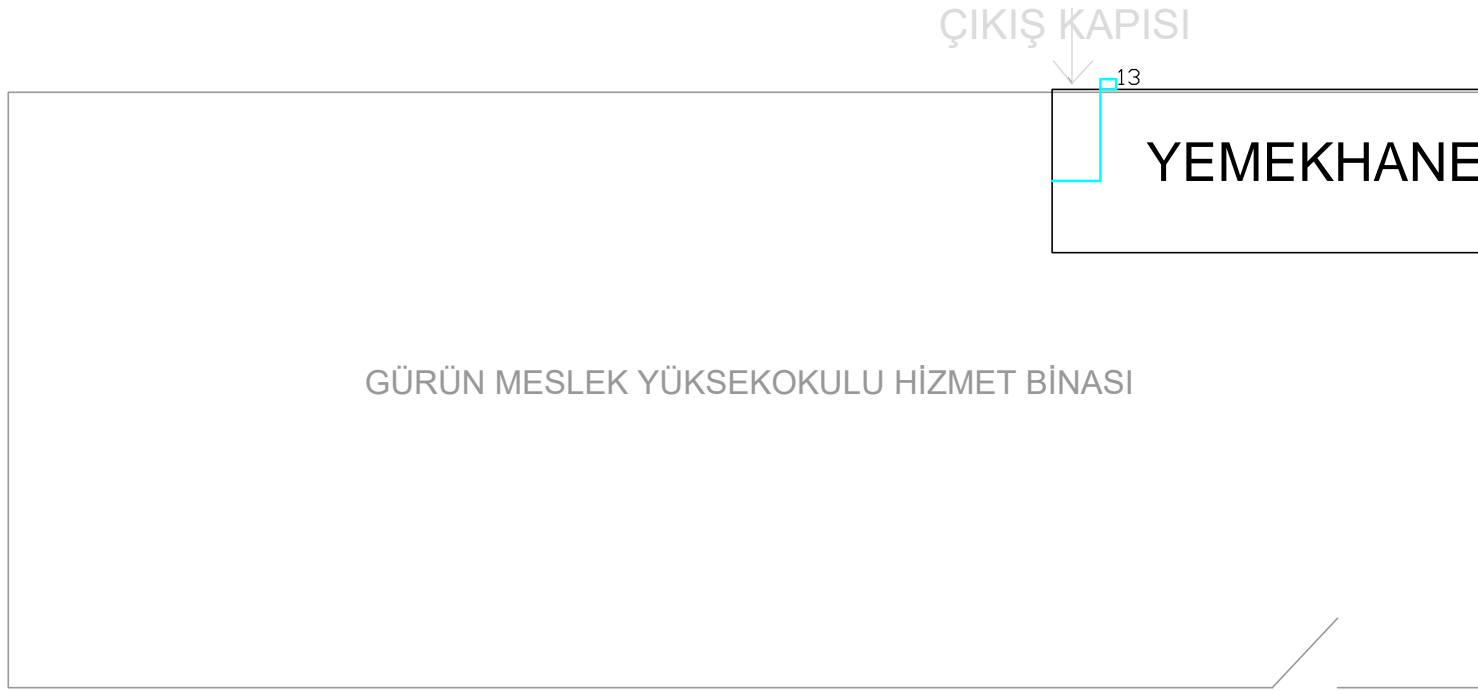 ÇIKIŞ KAPISI
13
YEMEKHANE
GÜRÜN MESLEK YÜKSEKOKULU HİZMET BİNASI